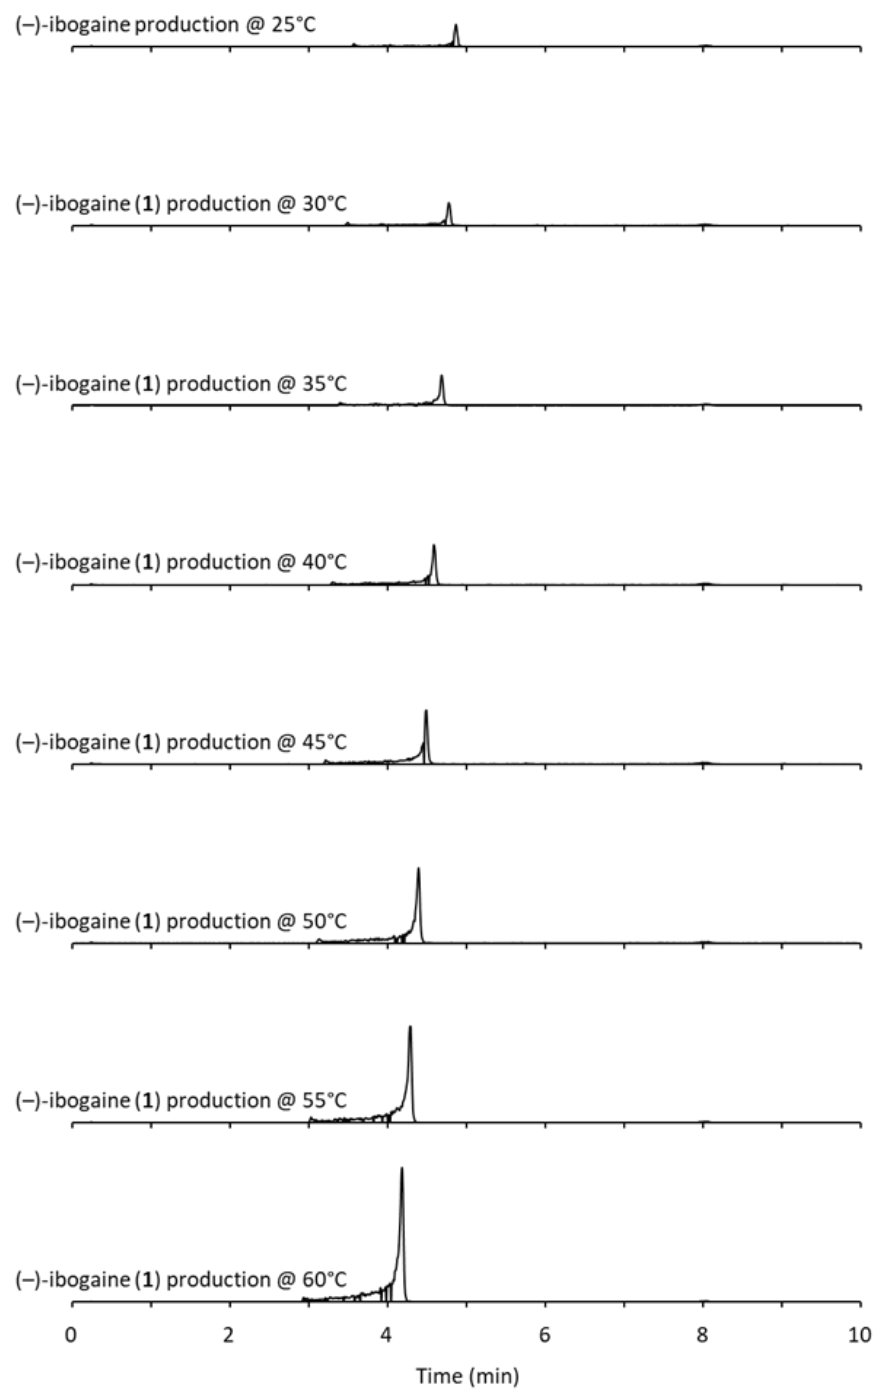 (–)-ibogaine production @ 25°C
(–)-ibogaine (1) production @ 30°C
(–)-ibogaine (1) production @ 35°C
(–)-ibogaine (1) production @ 40°C
(–)-ibogaine (1) production @ 45°C
(–)-ibogaine (1) production @ 50°C
(–)-ibogaine (1) production @ 55°C
(–)-ibogaine (1) production @ 60°C
0 2 4 6 8 10
Time (min)